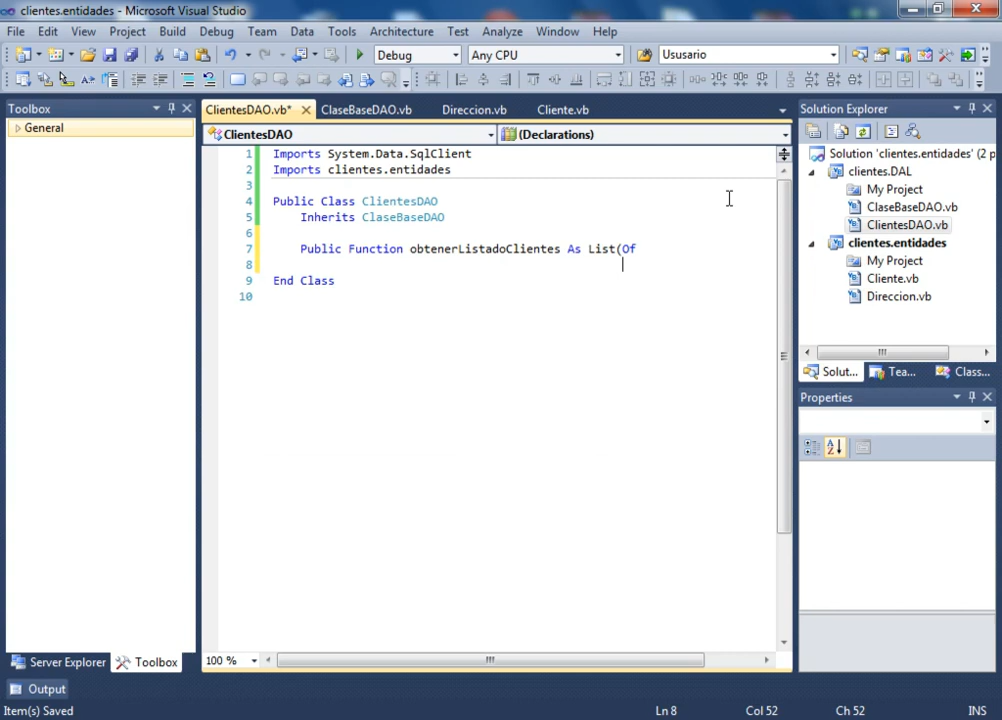 clientes.entidades - Microsoft Visual Studio
File Edit View Project Build Debug Team Data Tools Architecture Test Analyze Window Help
Debug Any CPU Ususario
Toolbox
General
ClientesDAO.vb* ClaseBaseDAO.vb Direccion.vb Cliente.vb
ClientesDAO (Declarations)
1 Imports System.Data.SqlClient
2 Imports clientes.entidades
3
4 Public Class ClientesDAO
5 Inherits ClaseBaseDAO
6
7 Public Function obtenerListadoClientes As List(Of
8
9 End Class
10
100 %
Server Explorer Toolbox
Solution Explorer
Solution 'clientes.entidades' (2 p
clientes.DAL
My Project
ClaseBaseDAO.vb
ClientesDAO.vb
clientes.entidades
My Project
Cliente.vb
Direccion.vb
Solut... Tea... Class...
Properties
Output
Item(s) Saved Ln 8 Col 52 Ch 52 INS